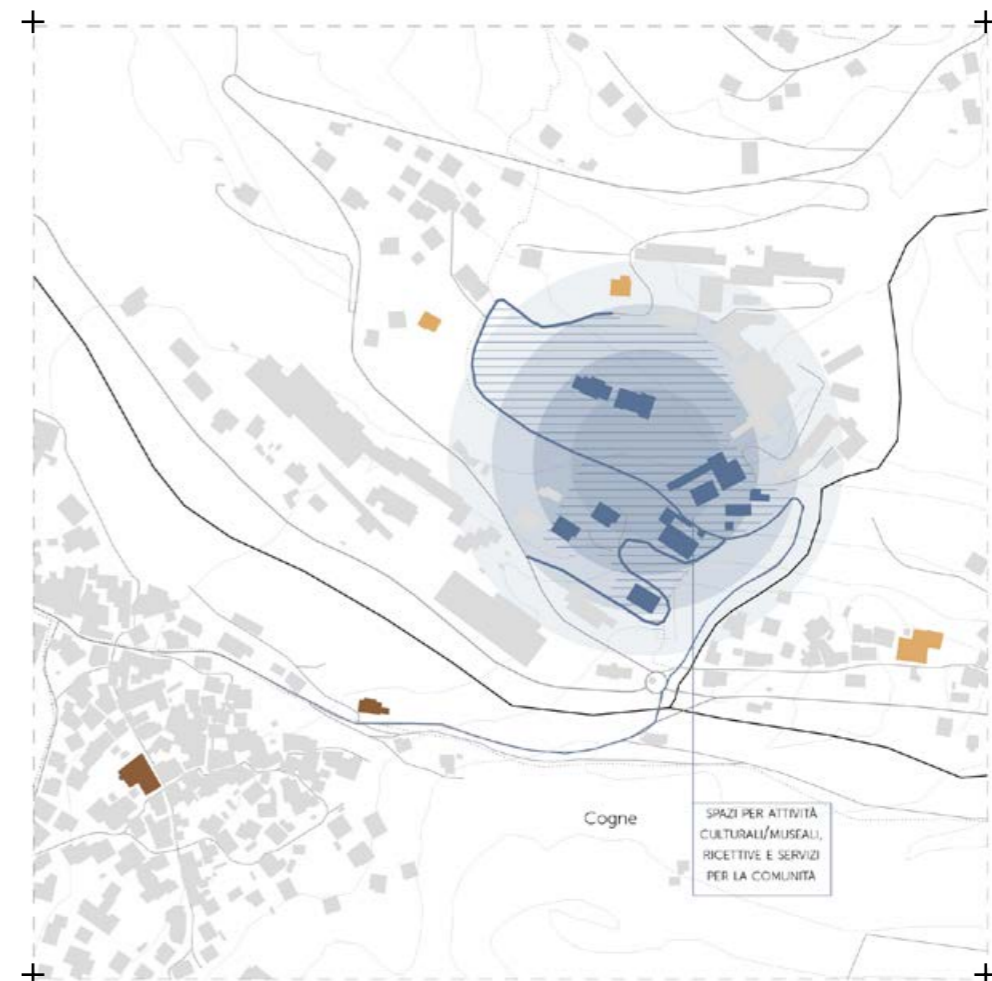 Cogne
SPAZI PER ATTIVITÀ
CULTURALI/MUSEALI,
RICETTIVE E SERVIZI
PER LA COMUNITÀ